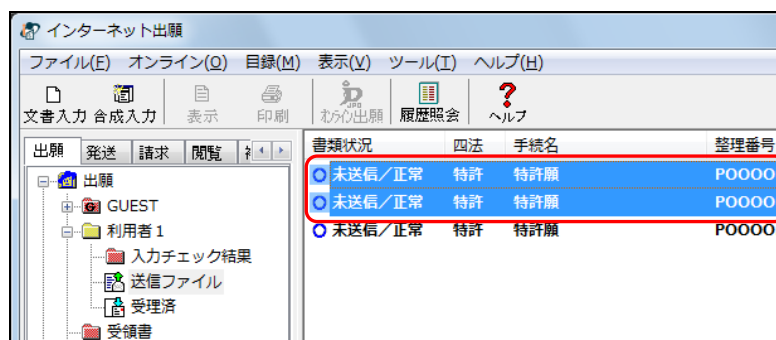 インターネット出願
ファイル(F) オンライン(O) 目録(M) 表示(V) ツール(T) ヘルプ(H)
文書入力 合成入力 表示 印刷 オンライン出願 履歴照会 ヘルプ
出願 発送 請求 閲覧
書類状況 四法 手続名 整理番号
未送信/正常 特許 特許願 POOOO
未送信/正常 特許 特許願 POOOO
未送信/正常 特許 特許願 POOOO
出願
GUEST
利用者1
入力チェック結果
送信ファイル
受理済
受領書